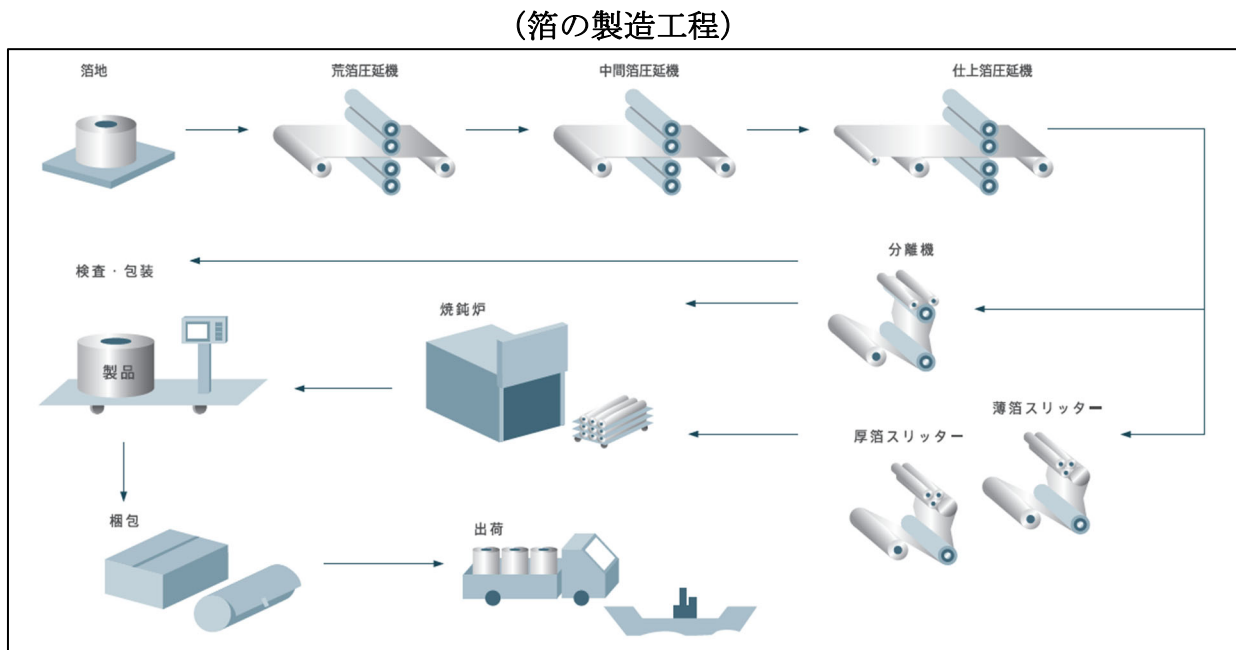 (箔の製造工程)
箔地
荒箔圧延機
中間箔圧延機
仕上箔圧延機
分離機
検査・包装
焼鈍炉
製品
薄箔スリッター
厚箔スリッター
梱包
出荷